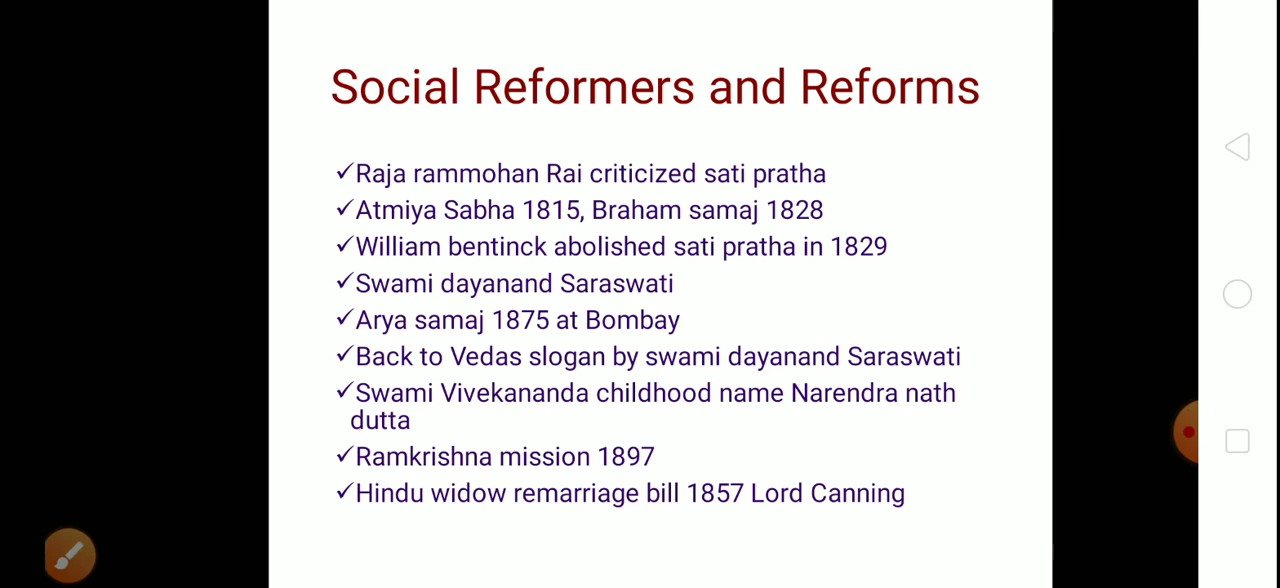 Social Reformers and Reforms
✓Raja rammohan Rai criticized sati pratha
✓Atmiya Sabha 1815, Braham samaj 1828
✓William bentinck abolished sati pratha in 1829
✓Swami dayanand Saraswati
✓Arya samaj 1875 at Bombay
✓Back to Vedas slogan by swami dayanand Saraswati
✓Swami Vivekananda childhood name Narendra nath
dutta
✓Ramkrishna mission 1897
✓Hindu widow remarriage bill 1857 Lord Canning